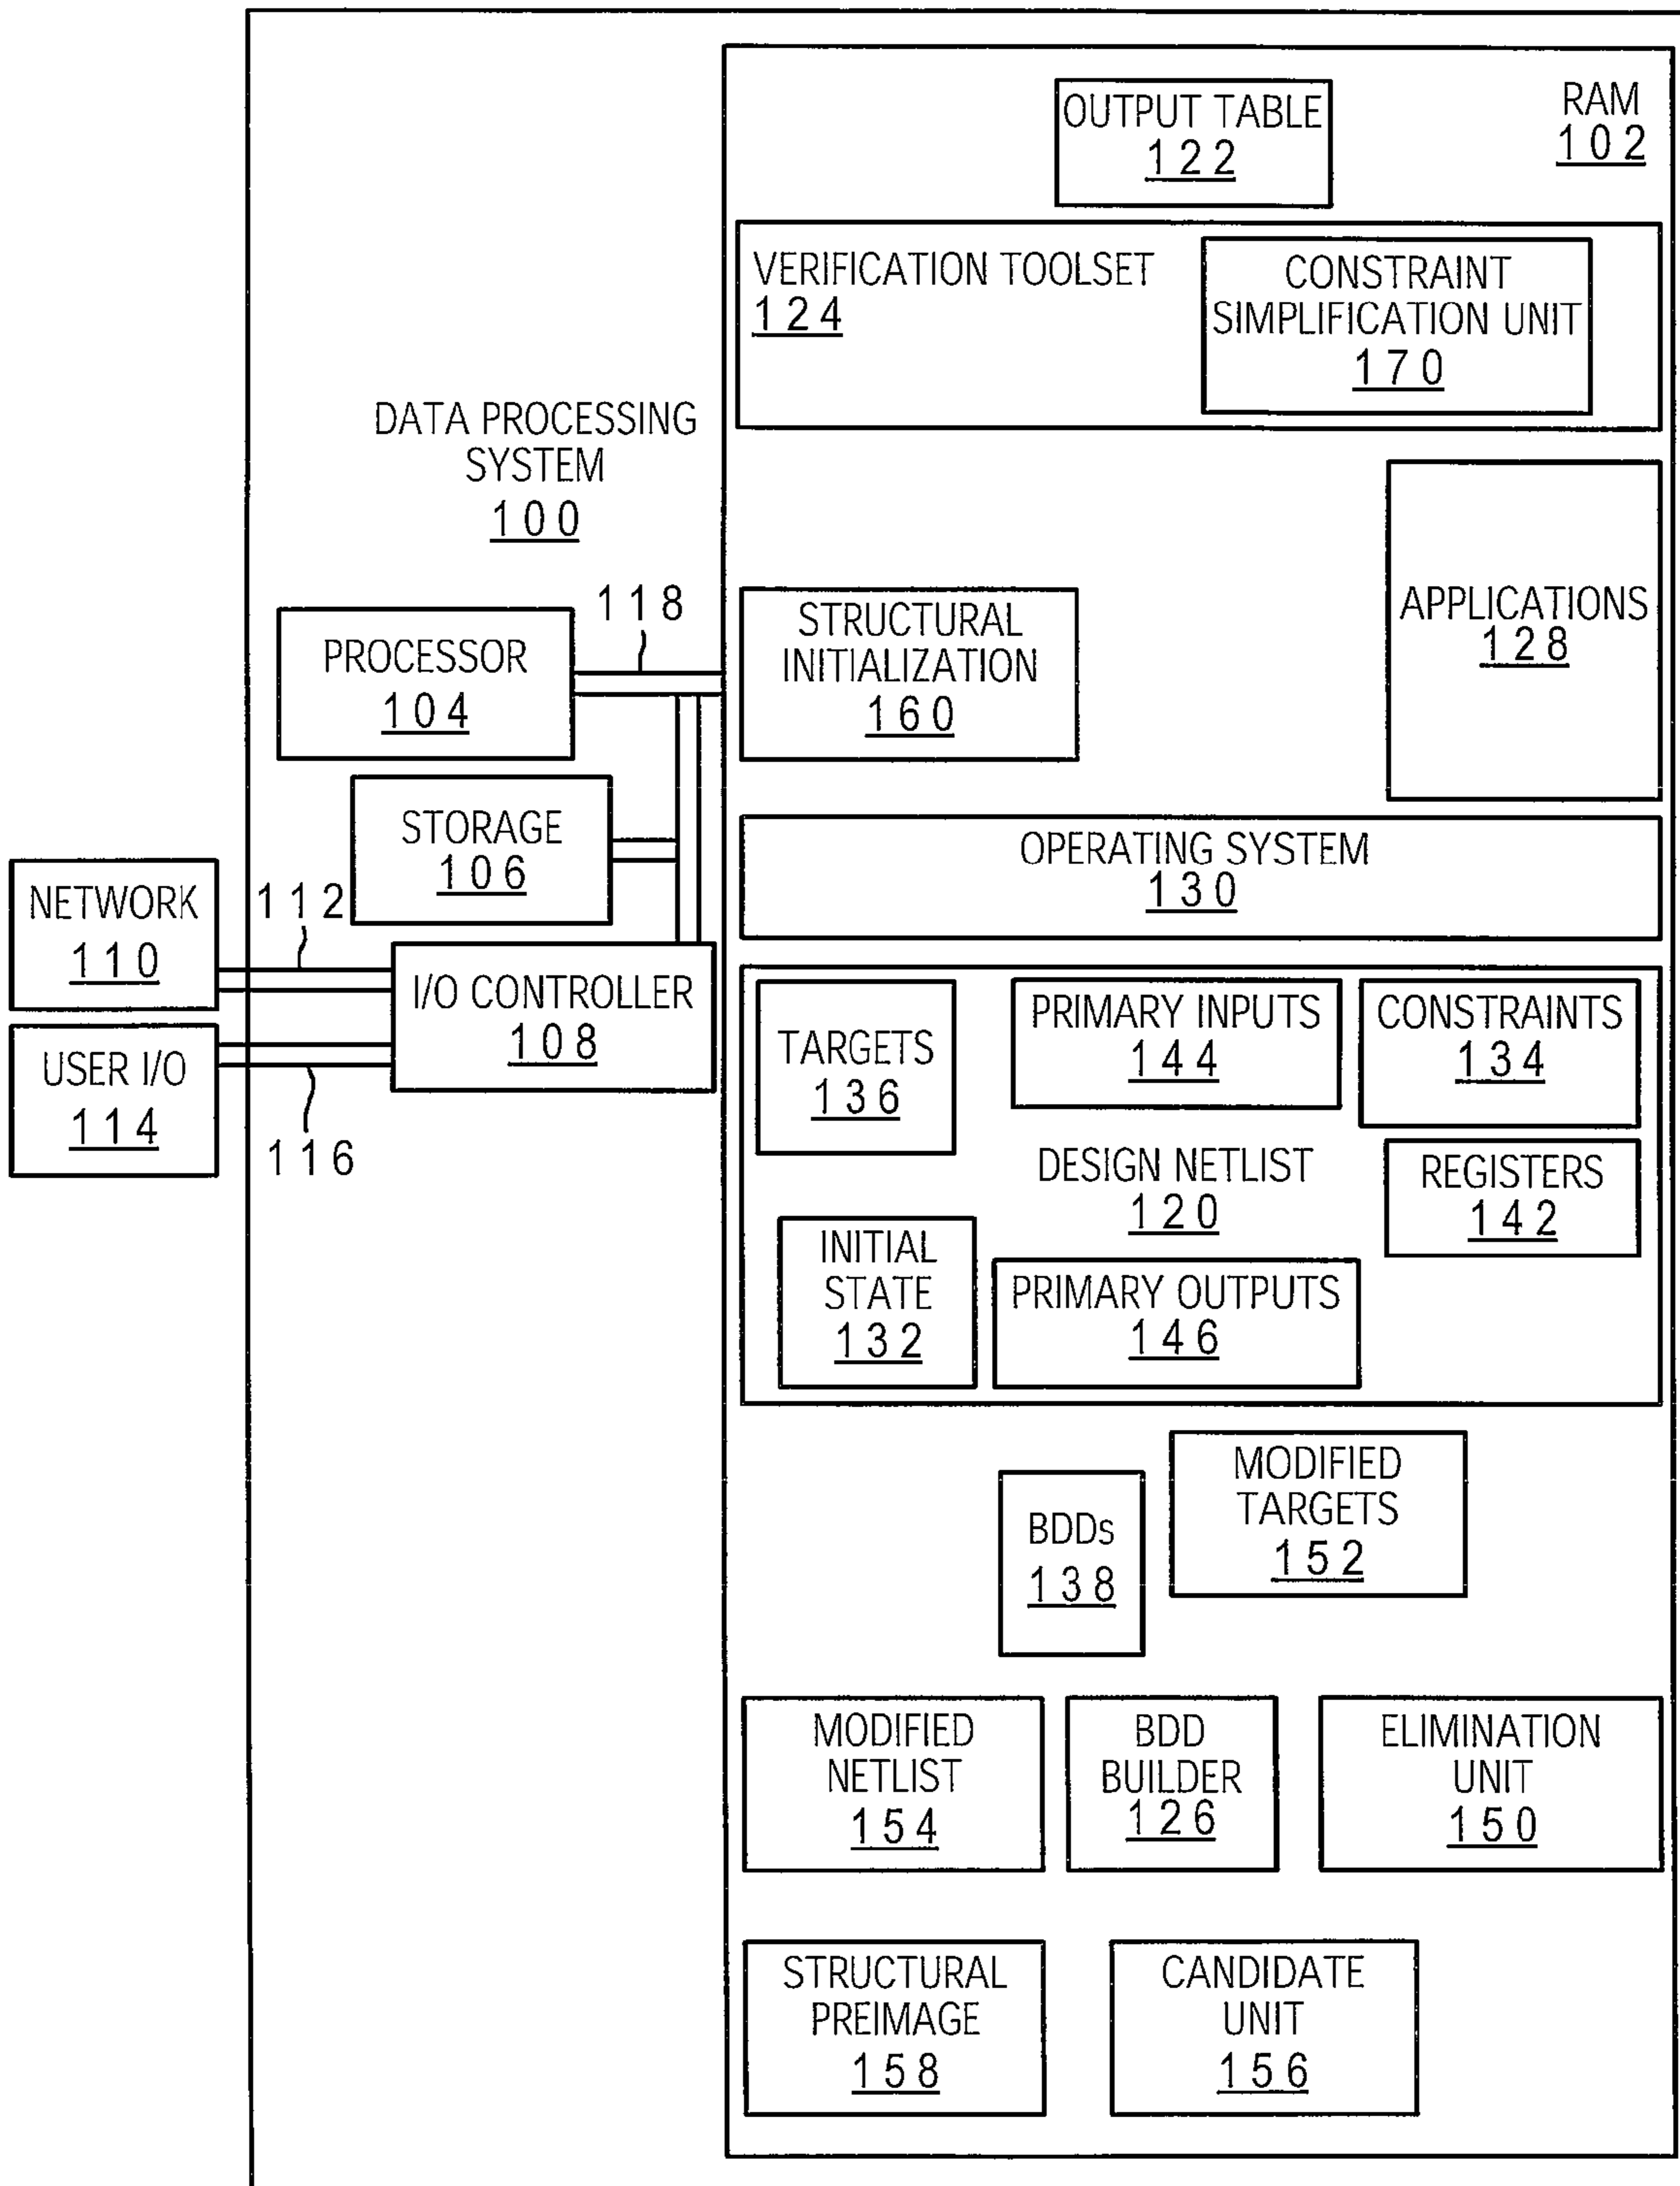 OUTPUT TABLE
122
RAM
102
VERIFICATION TOOLSET
124
CONSTRAINT
SIMPLIFICATION UNIT
170
DATA PROCESSING
SYSTEM
100
APPLICATIONS
128
118
PROCESSOR
104
STRUCTURAL
INITIALIZATION
160
STORAGE
106
OPERATING SYSTEM
130
NETWORK
110
112
I/O CONTROLLER
108
USER I/O
114
116
TARGETS
136
PRIMARY INPUTS
144
CONSTRAINTS
134
DESIGN NETLIST
120
REGISTERS
142
INITIAL
STATE
132
PRIMARY OUTPUTS
146
BDDs
138
MODIFIED
TARGETS
152
MODIFIED
NETLIST
154
BDD
BUILDER
126
ELIMINATION
UNIT
150
STRUCTURAL
PREIMAGE
158
CANDIDATE
UNIT
156